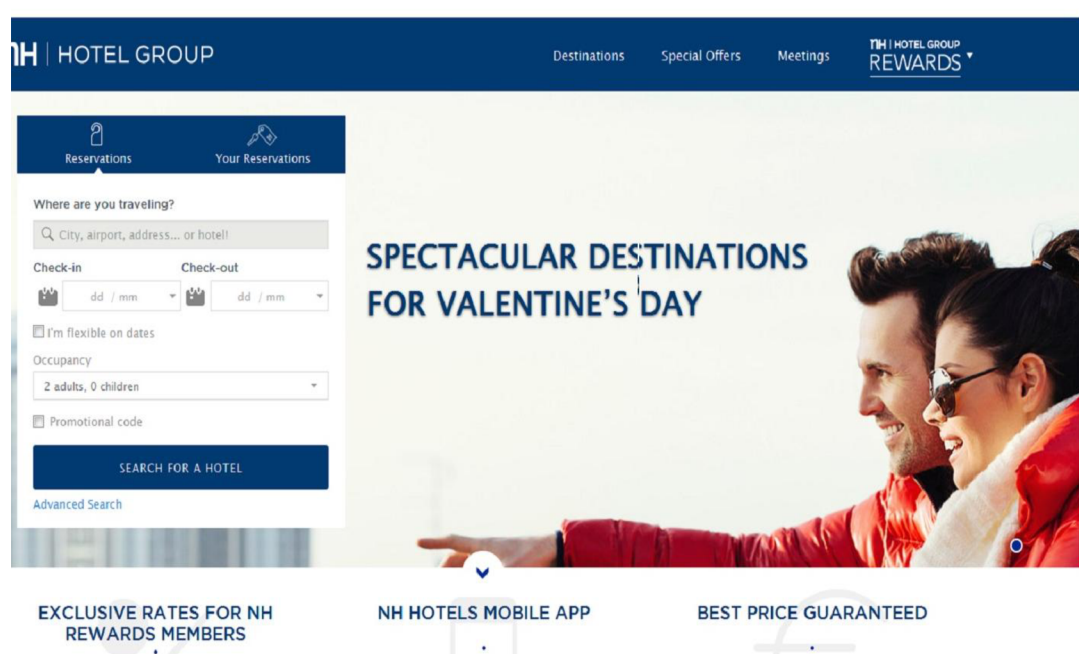 nH | HOTEL GROUP
Destinations
Special Offers
Meetings
nH | HOTEL GROUP
REWARDS
Reservations
Your Reservations
Where are you traveling?
City, airport, address... or hotel!
Check-in
Check-out
dd / mm
dd / mm
I'm flexible on dates
Occupancy
2 adults, 0 children
Promotional code
SEARCH FOR A HOTEL
Advanced Search
SPECTACULAR DESTINATIONS
FOR VALENTINE'S DAY
EXCLUSIVE RATES FOR NH
REWARDS MEMBERS
NH HOTELS MOBILE APP
BEST PRICE GUARANTEED